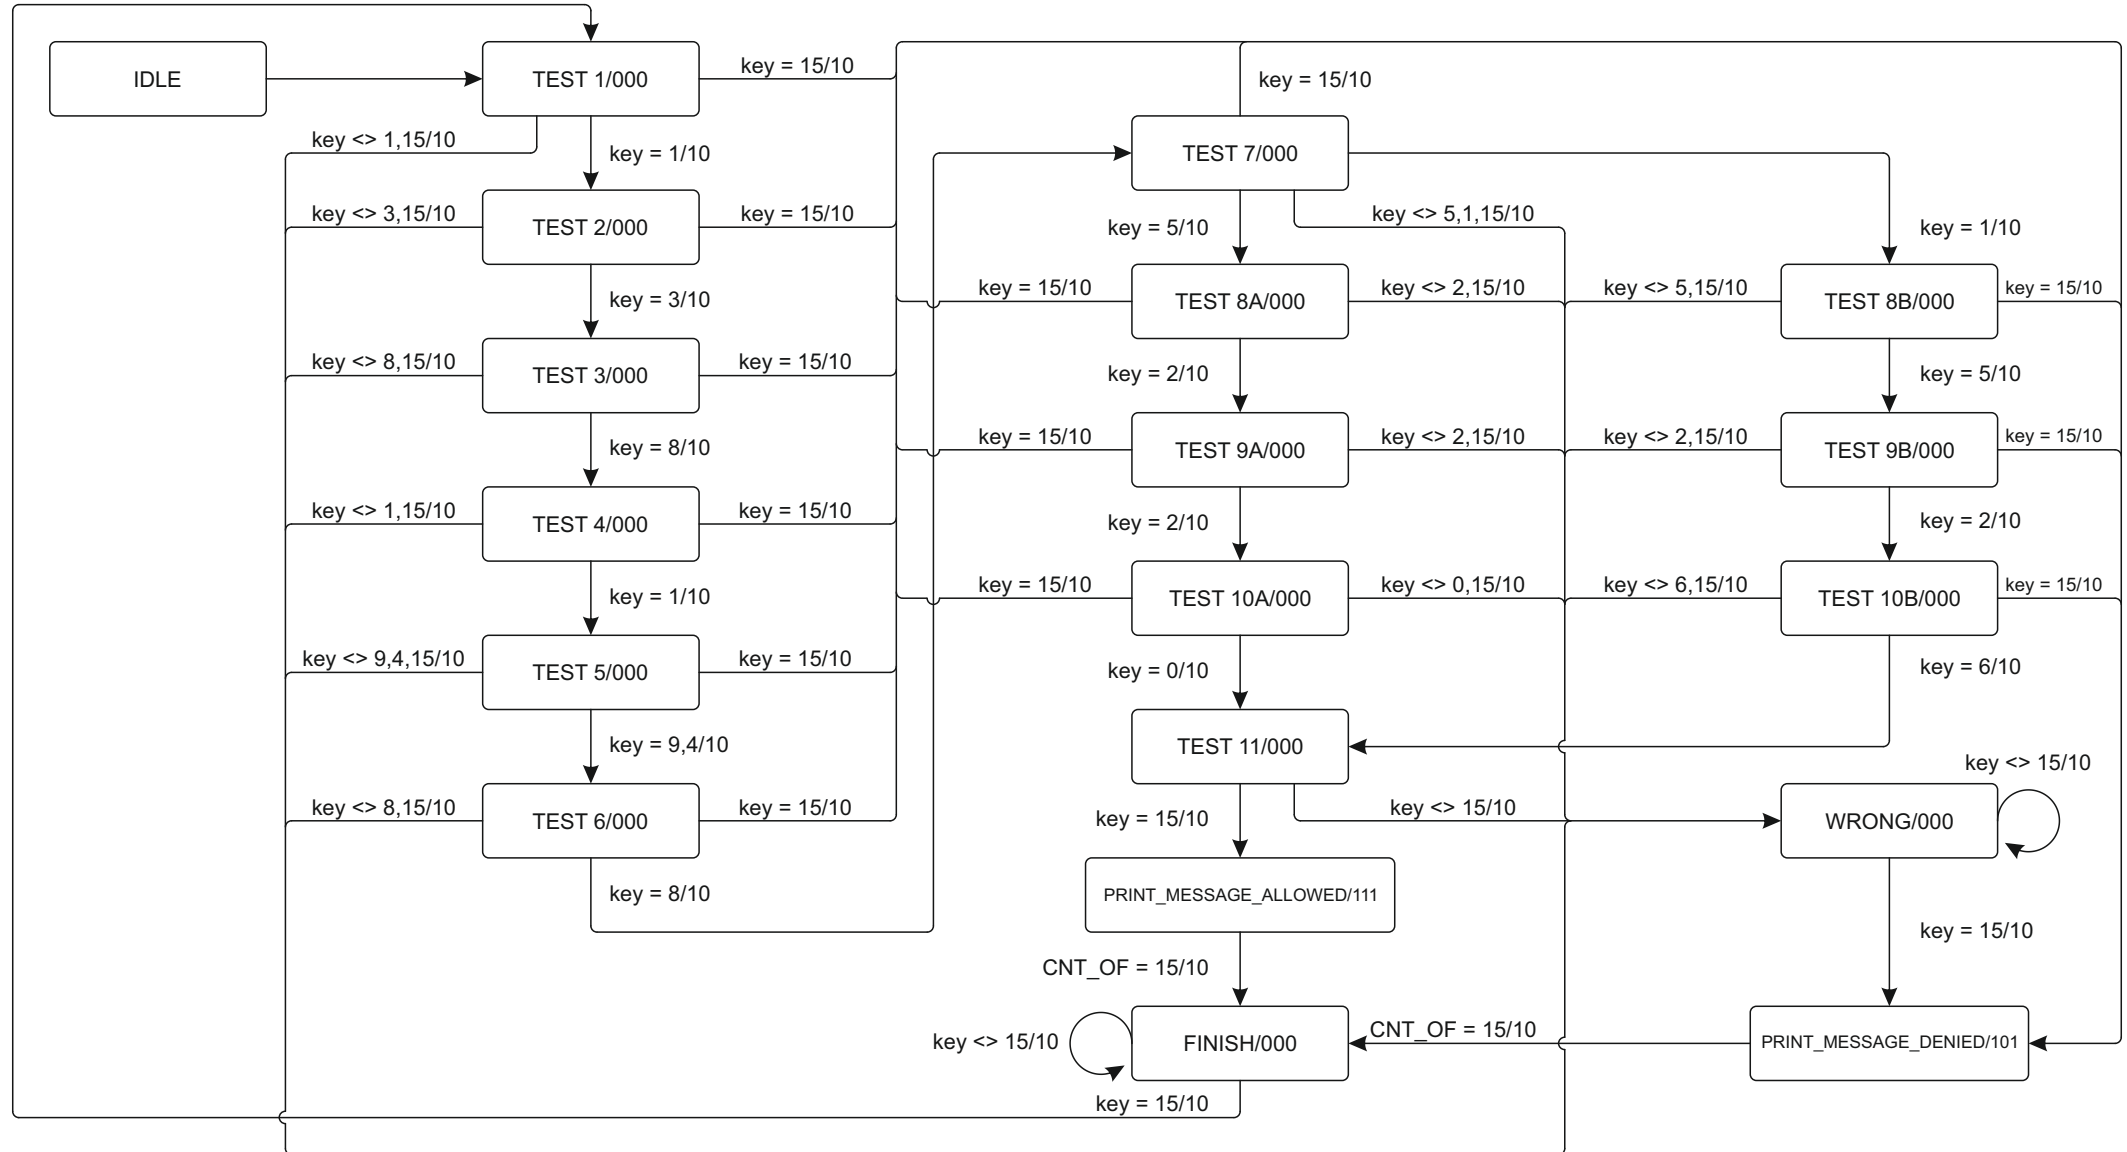 IDLE
TEST 1/000
key = 15/10
key <> 1,15/10
key = 1/10
key <> 3,15/10
TEST 2/000
key = 15/10
key = 3/10
key <> 8,15/10
TEST 3/000
key = 15/10
key = 8/10
key <> 1,15/10
TEST 4/000
key = 15/10
key = 1/10
key <> 9,4,15/10
TEST 5/000
key = 15/10
key = 9,4/10
key <> 8,15/10
TEST 6/000
key = 15/10
key = 8/10
key = 15/10
TEST 7/000
key = 5/10
key <> 5,1,15/10
key = 1/10
key = 15/10
TEST 8A/000
key <> 2,15/10
key <> 5,15/10
TEST 8B/000
key = 15/10
key = 2/10
key = 5/10
key = 15/10
TEST 9A/000
key <> 2,15/10
key <> 2,15/10
TEST 9B/000
key = 15/10
key = 2/10
key = 2/10
key = 15/10
TEST 10A/000
key <> 0,15/10
key <> 6,15/10
TEST 10B/000
key = 15/10
key = 0/10
key = 6/10
TEST 11/000
key <> 15/10
key = 15/10
key <> 15/10
WRONG/000
PRINT_MESSAGE_ALLOWED/111
key = 15/10
CNT_OF = 15/10
key <> 15/10
FINISH/000
CNT_OF = 15/10
PRINT_MESSAGE_DENIED/101
key = 15/10